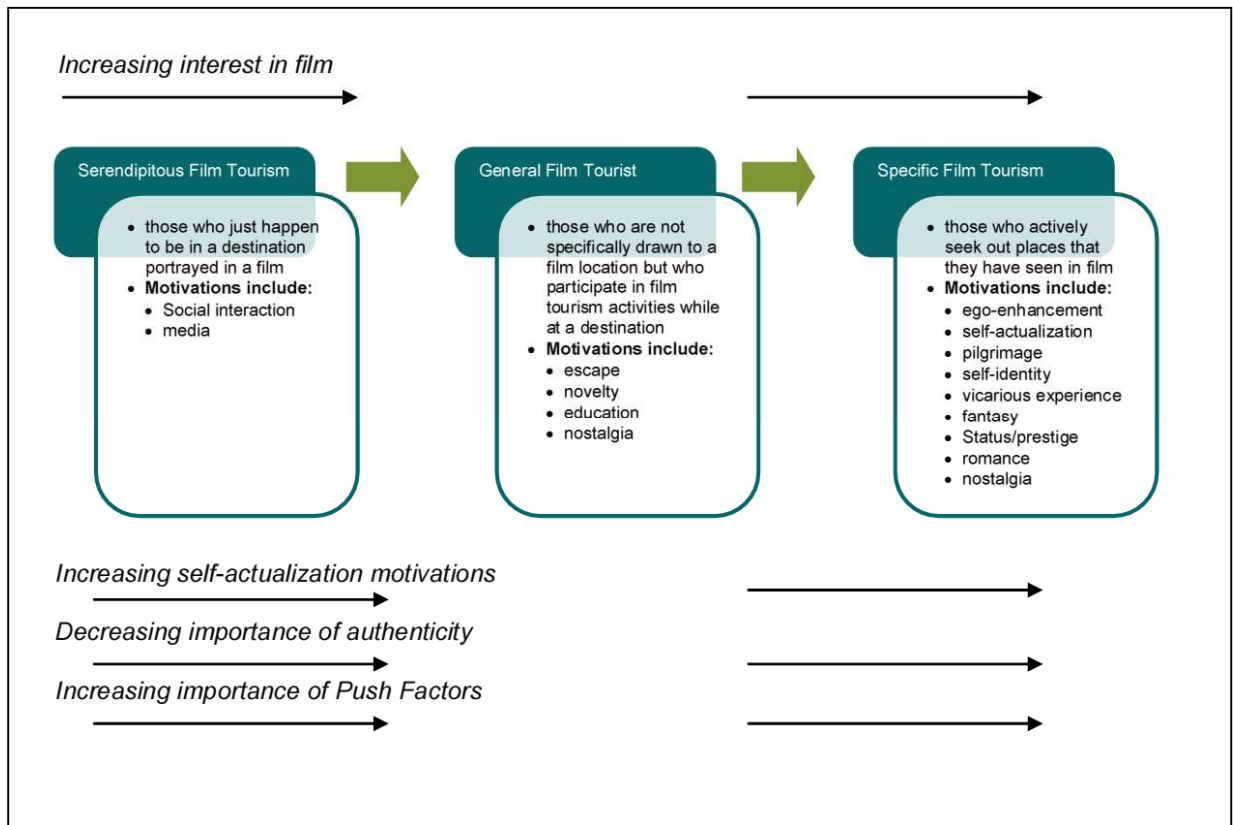 Increasing interest in film
Serendipitous Film Tourism
• those who just happen
to be in a destination
portrayed in a film
• Motivations include:
• Social interaction
• media
General Film Tourist
• those who are not
specifically drawn to a
film location but who
participate in film
tourism activities while
at a destination
• Motivations include:
• escape
• novelty
• education
• nostalgia
Specific Film Tourism
• those who actively
seek out places that
they have seen in film
• Motivations include:
• ego-enhancement
• self-actualization
• pilgrimage
• self-identity
• vicarious experience
• fantasy
• Status/prestige
• romance
• nostalgia
Increasing self-actualization motivations
Decreasing importance of authenticity
Increasing importance of Push Factors